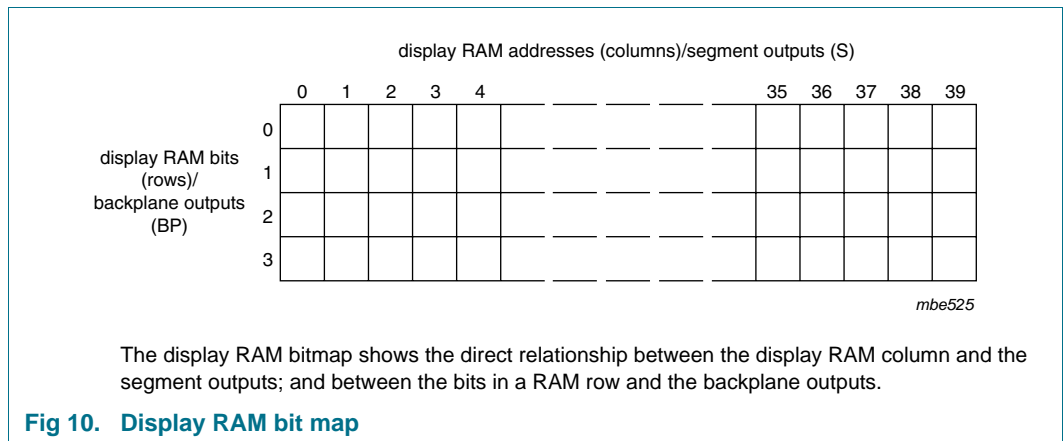 display RAM addresses (columns)/segment outputs (S)
0 1 2 3 4 35 36 37 38 39
0
display RAM bits
1
(rows)/
backplane outputs
2
(BP)
3
mbe525
The display RAM bitmap shows the direct relationship between the display RAM column and the
segment outputs; and between the bits in a RAM row and the backplane outputs.
Fig 10. Display RAM bit map